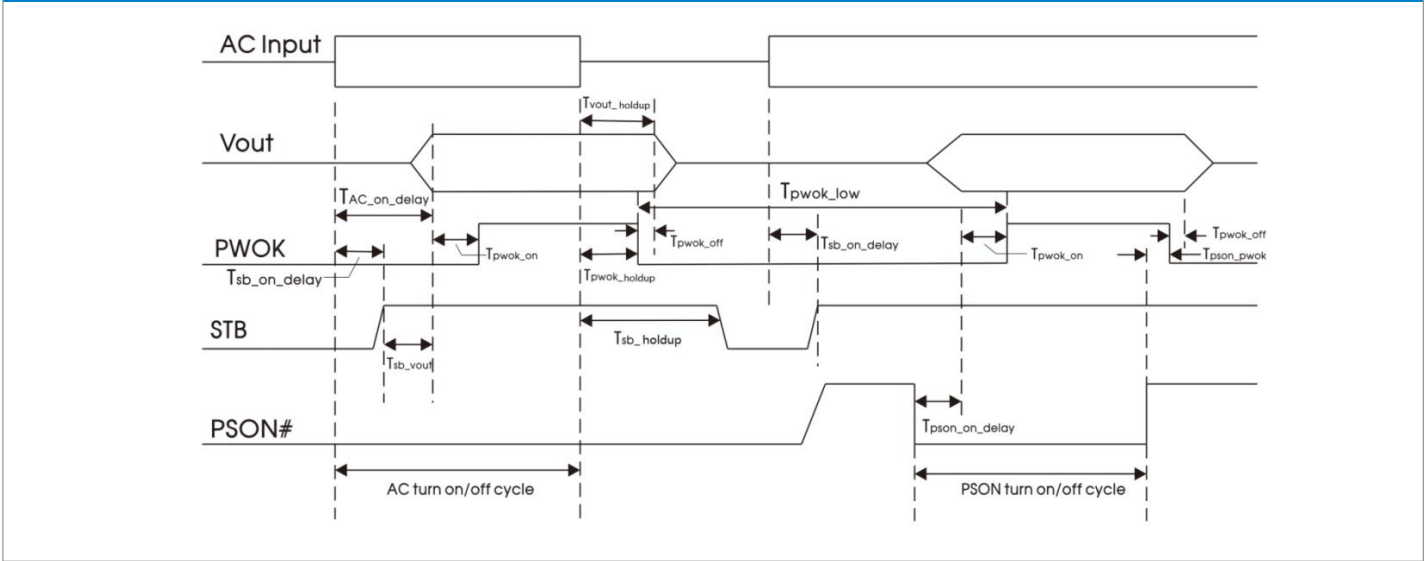 AC Input
Tvout_holdup
Vout
TAC_on_delay
Tpwok_low
PWOK
Tpwok_on
Tpwok_off
Tsb_on_delay
Tpwok_on
Tpwok_off
Tpson_pwok
Tsb_on_delay
Tpwok_holdup
STB
Tsb_vout
Tsb_holdup
PSON#
Tpson_on_delay
AC turn on/off cycle
PSON turn on/off cycle